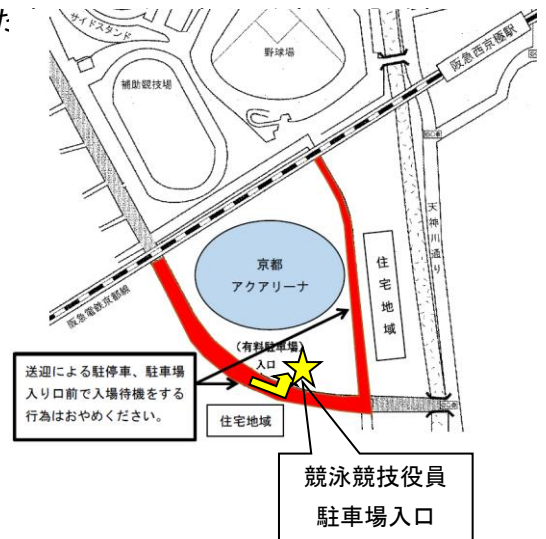 た
サイドスタンド
野球場
補助競技場
阪急西京極駅
天神川通り
京都
アクアリーナ
住宅地域
阪急電鉄京都線
（有料駐車場）
入口
送迎による駐停車、駐車場
入り口前で入場待機をする
行為はおやめください。
住宅地域
競泳競技役員
駐車場入口